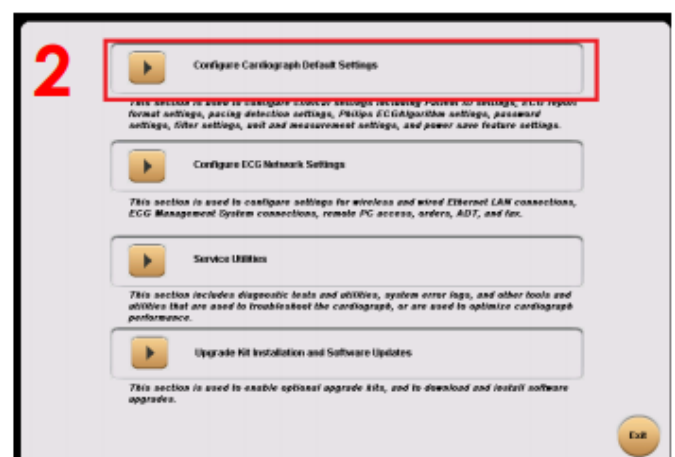 2
Configure Cardiograph Default Settings
This section is used to configure clinical settings including Patient ID settings, ECG report
format settings, pacing detection settings, Philips ECG Algorithm settings, password
settings, filter settings, unit and measurement settings, and power save feature settings.
Configure ECG Network Settings
This section is used to configure settings for wireless and wired Ethernet LAN connections,
ECG Management System connections, remote PC access, orders, ADT, and fax.
Service Utilities
This section includes diagnostic tests and utilities, system error logs, and other tools and
utilities that are used to troubleshoot the cardiograph, or are used to optimize cardiograph
performance.
Upgrade Kit Installation and Software Updates
This section is used to enable optional upgrade kits, and to download and install software
upgrades.
Exit